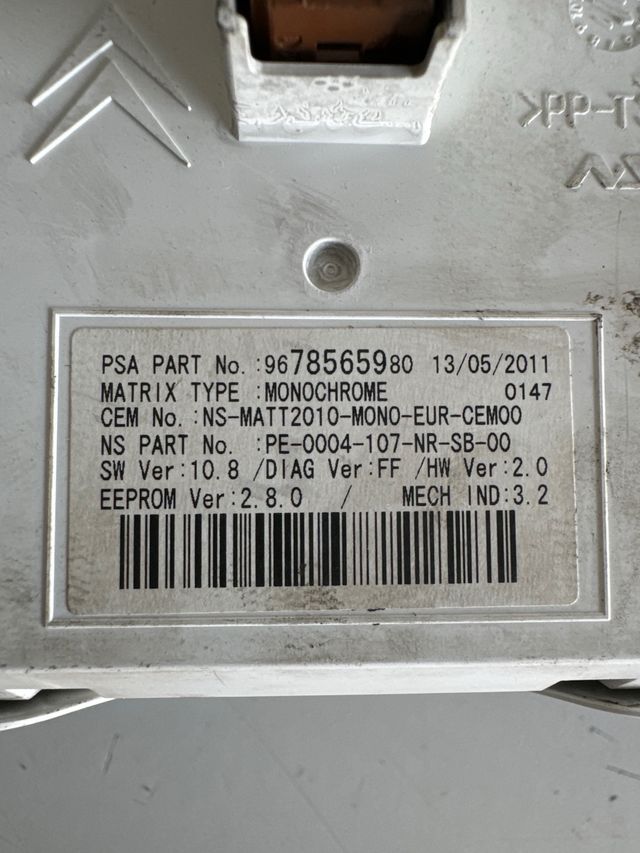 PSA PART No.:9678565980 13/05/2011
MATRIX TYPE:MONOCHROME 0147
CEM No.:NS-MATT2010-MONO-EUR-CEM00
NS PART No.:PE-0004-107-NR-SB-00
SW Ver:10.8 /DIAG Ver:FF /HW Ver:2.0
EEPROM Ver:2.8.0 / MECH IND:3.2